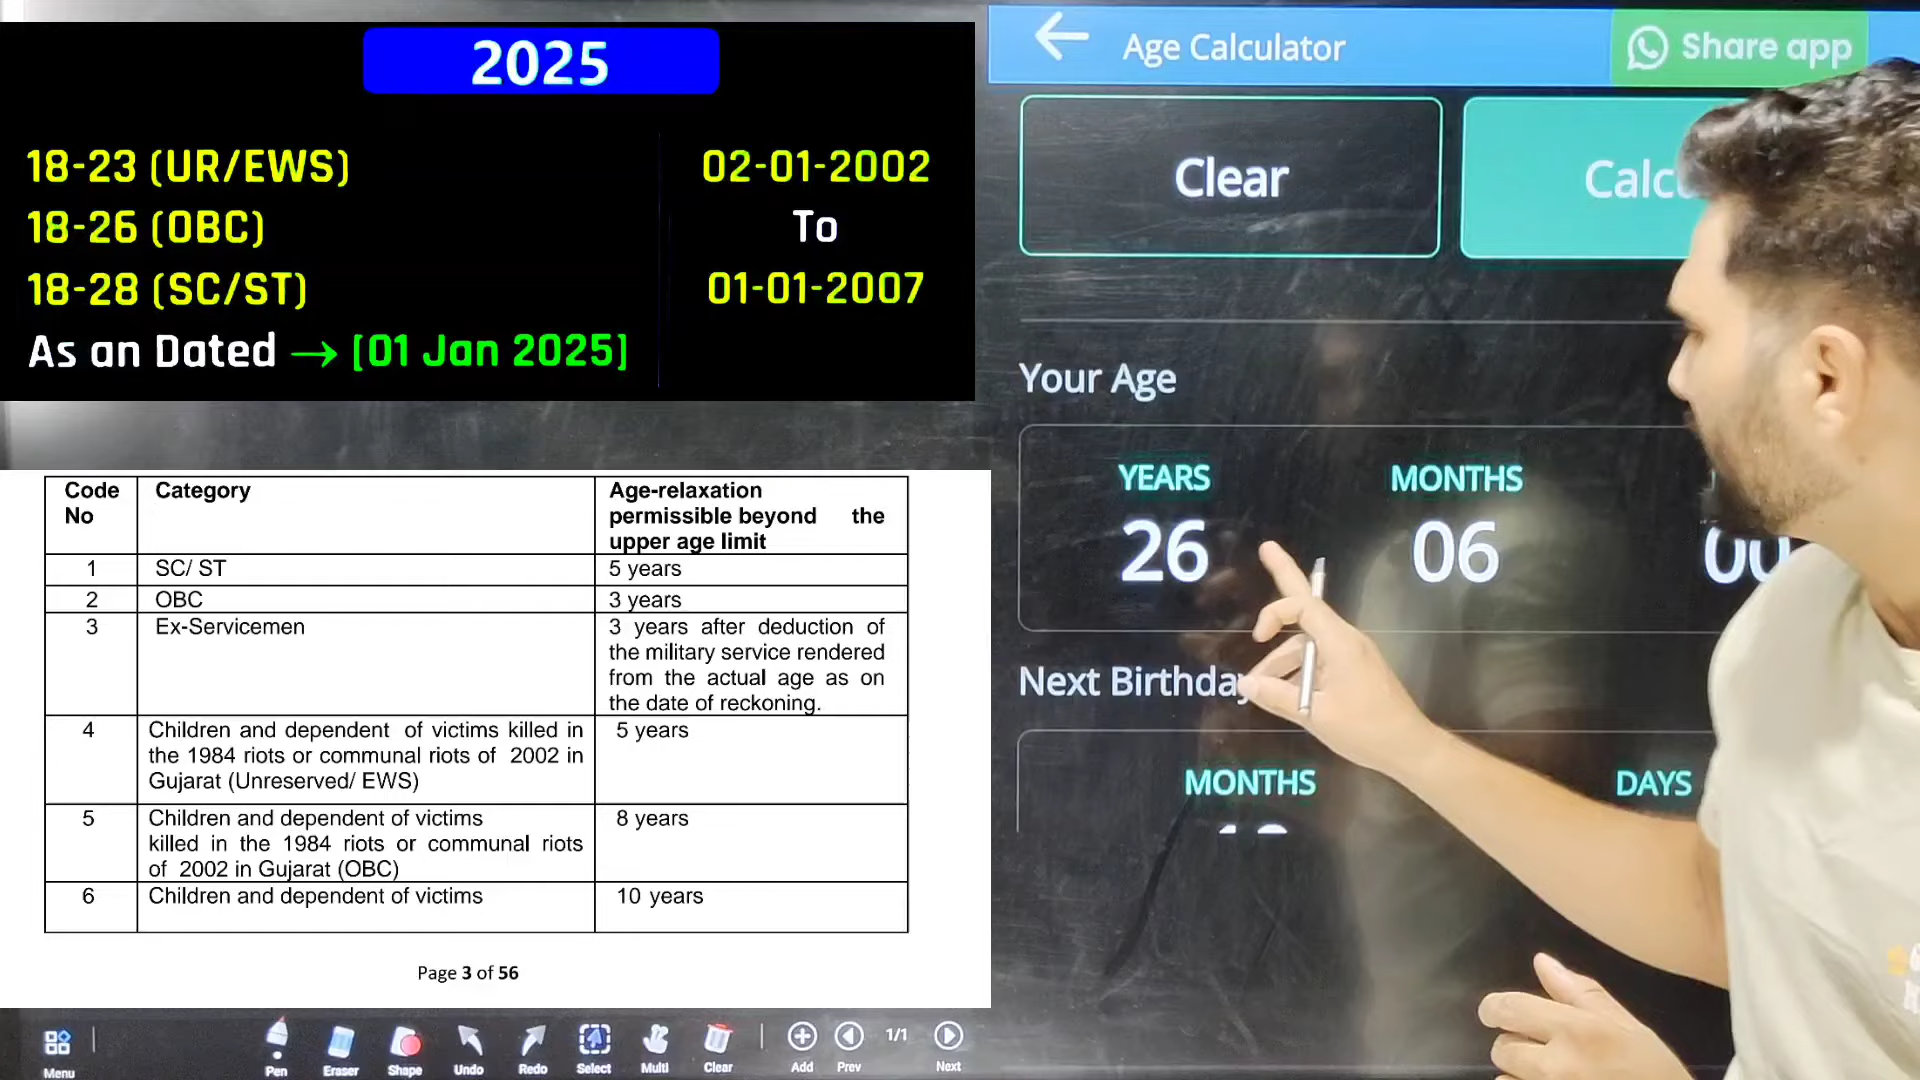 2025
18-23 (UR/EWS)
18-26 (OBC)
18-28 (SC/ST)
As an Dated → [01 Jan 2025]
02-01-2002
To
01-01-2007
Code No
Category
Age-relaxation
permissible beyond the
upper age limit
1 SC/ ST 5 years
2 OBC 3 years
3 Ex-Servicemen 3 years after deduction of
the military service rendered
from the actual age as on
the date of reckoning.
4 Children and dependent of victims killed in 5 years
the 1984 riots or communal riots of 2002 in
Gujarat (Unreserved/ EWS)
5 Children and dependent of victims 8 years
killed in the 1984 riots or communal riots
of 2002 in Gujarat (OBC)
6 Children and dependent of victims 10 years
Page 3 of 56
Menu
Pen
Eraser
Shape
Undo
Redo
Select
Multi
Clear
Add
Prev
1/1
Next
Age Calculator
Share app
Clear
Your Age
YEARS
26
MONTHS
06
00
Next Birthday
MONTHS
DAYS